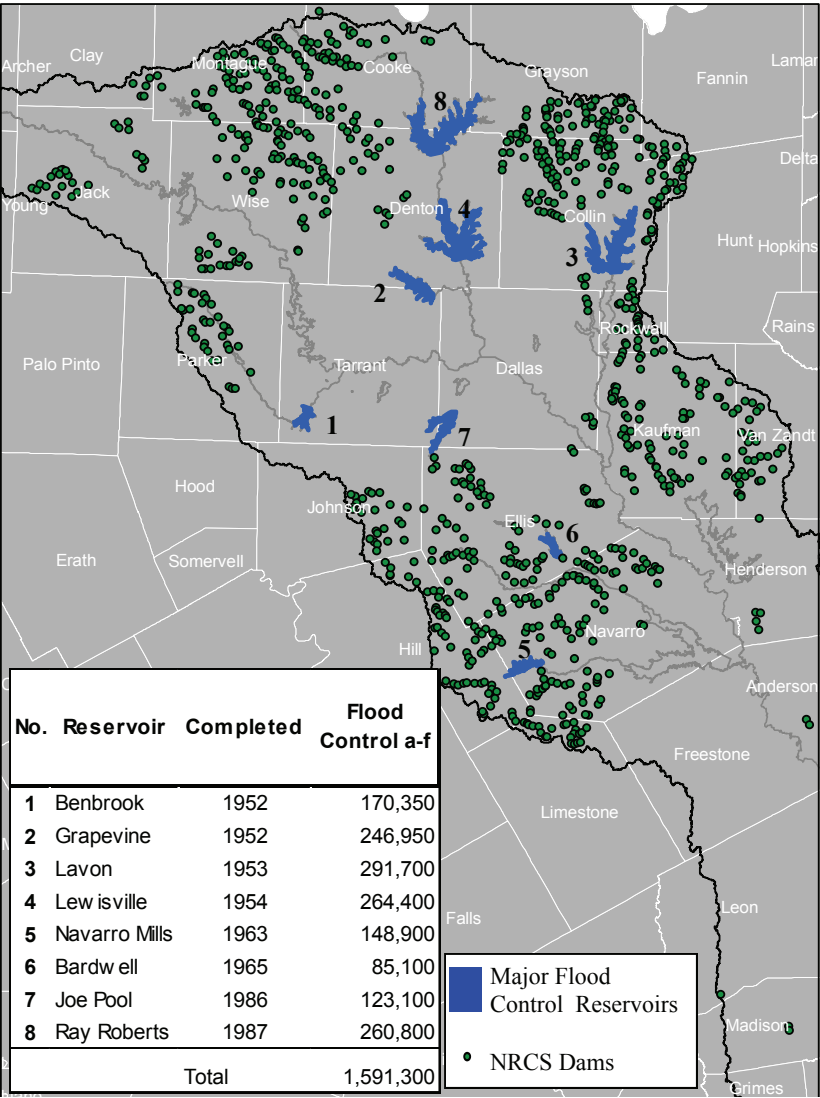 Clay
Archer
Montague
Cooke
Grayson
Fannin
Lamar
8
Delta
Young
Jack
Wise
Denton
4
Collin
Hunt
Hopkins
3
2
Rockwall
Rains
Palo Pinto
Parker
Tarrant
Dallas
1
7
Kaufman
Van Zandt
Hood
Johnson
Ellis
6
Erath
Somervell
Henderson
Navarro
Hill
5
Anderson
Freestone
Limestone
Falls
Leon
Madison
Grimes
No. Reservoir Completed Flood Control a-f
1 Benbrook 1952 170,350
2 Grapevine 1952 246,950
3 Lavon 1953 291,700
4 Lewisville 1954 264,400
5 Navarro Mills 1963 148,900
6 Bardwell 1965 85,100
7 Joe Pool 1986 123,100
8 Ray Roberts 1987 260,800
Total 1,591,300
Major Flood
Control Reservoirs
NRCS Dams